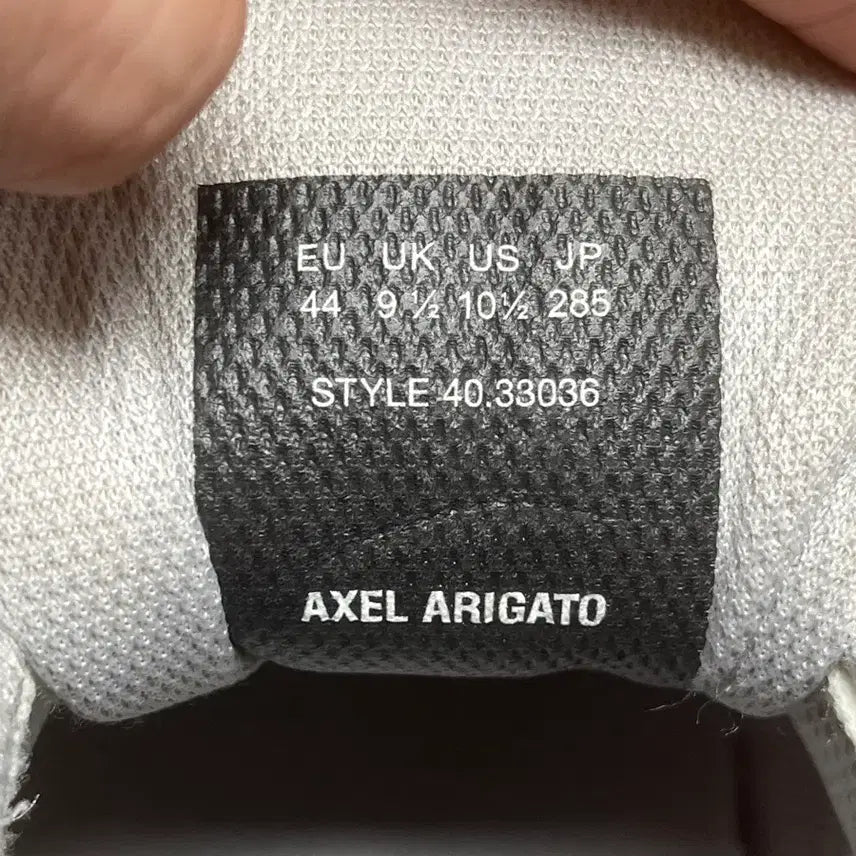 EU UK US JP
44 9 ½ 10½ 285
STYLE 40.33036
AXEL ARIGATO